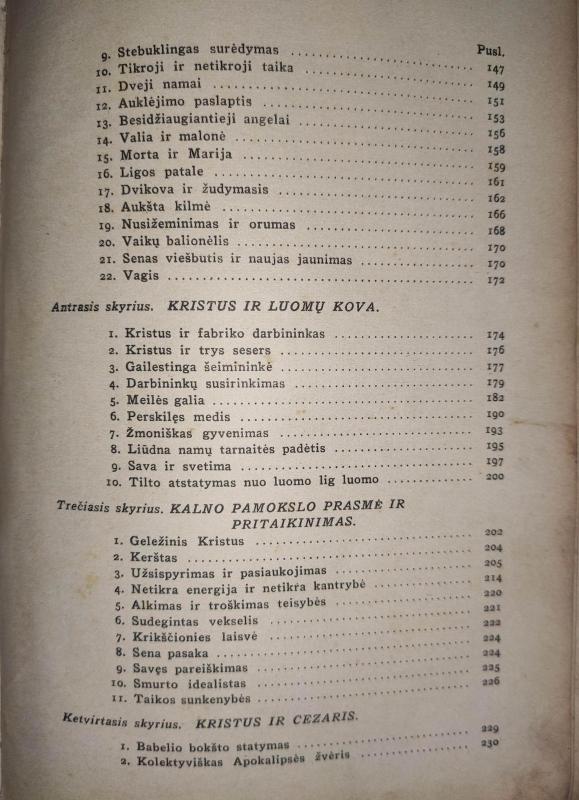 Pusl.
9. Stebuklingas surėdymas 147
10. Tikroji ir netikroji taika 149
11. Dveji namai 151
12. Auklėjimo paslaptis 153
13. Besidžiaugiantieji angelai 156
14. Valia ir malonė 158
15. Morta ir Marija 159
16. Ligos patale 161
17. Dvikova ir žudymasis 162
18. Aukšta kilmė 166
19. Nusižeminimas ir orumas 168
20. Vaikų balionėlis 170
21. Senas viešbutis ir naujas jaunimas 170
22. Vagis 172
Antrasis skyrius. KRISTUS IR LUOMŲ KOVA.
1. Kristus ir fabriko darbininkas 174
2. Kristus ir trys sesers 176
3. Gailestinga šeimininkė 177
4. Darbininkų susirinkimas 179
5. Meilės galia 182
6. Perskilęs medis 190
7. Žmoniškas gyvenimas 193
8. Liūdna namų tarnaitės padėtis 195
9. Sava ir svetima 197
10. Tilto atstatymas nuo luomo lig luomo 200
Trečiasis skyrius. KALNO PAMOKSLO PRASMĖ IR
PRITAIKINIMAS.
1. Geležinis Kristus 202
2. Kerštas 204
3. Užsispyrimas ir pasiaukojimas 205
4. Netikra energija ir netikra kantrybė 214
5. Alkimas ir troškimas teisybės 220
6. Sudegintas vekselis 221
7. Krikščionies laisvė 222
8. Sena pasaka 224
9. Savęs pareiškimas 224
10. Smurto idealistas 225
11. Taikos sunkenybės 226
Ketvirtasis skyrius. KRISTUS IR CEZARIS.
1. Babelio bokšto statymas 229
2. Kolektyviškas Apokalipsės žvėris 230